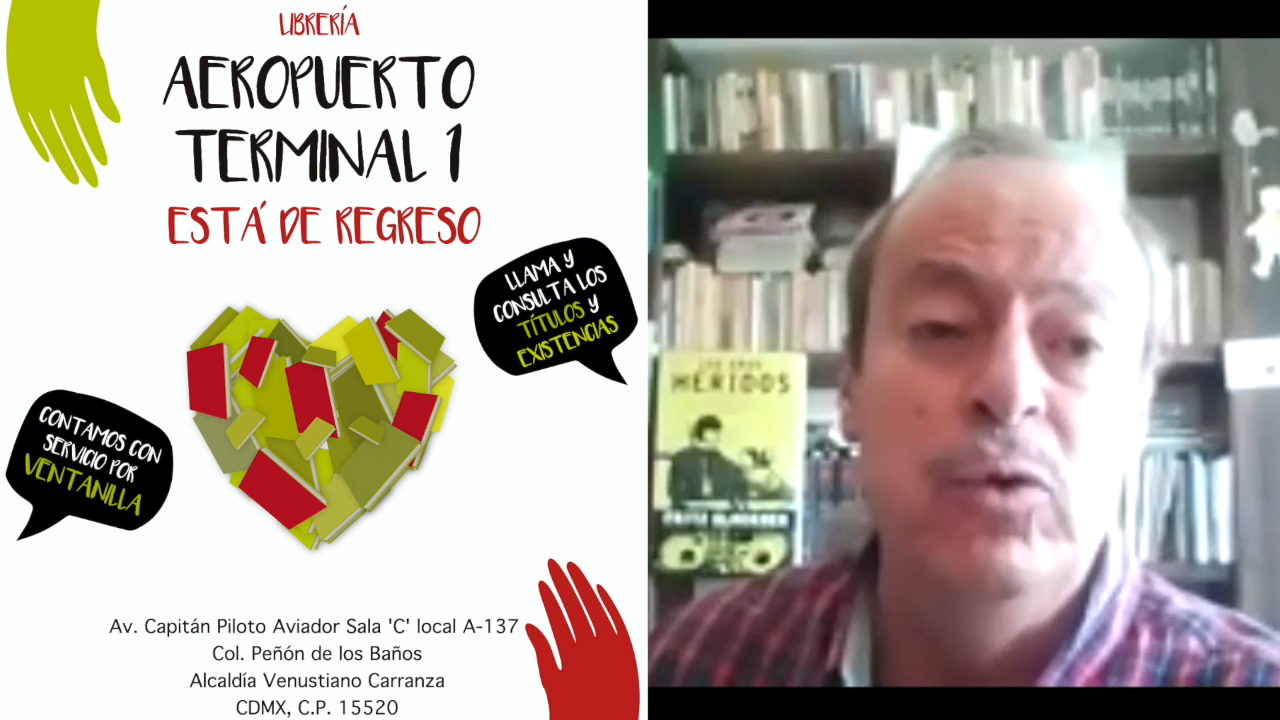 LIBRERÍA
AEROPUERTO
TERMINAL 1
ESTÁ DE REGRESO
LLAMA Y
CONSULTA LOS
TÍTULOS Y
EXISTENCIAS
CONTAMOS CON
SERVICIO POR
VENTANILLA
Av. Capitán Piloto Aviador Sala 'C' local A-137
Col. Peñón de los Baños
Alcaldía Venustiano Carranza
CDMX, C.P. 15520
HERIDOS